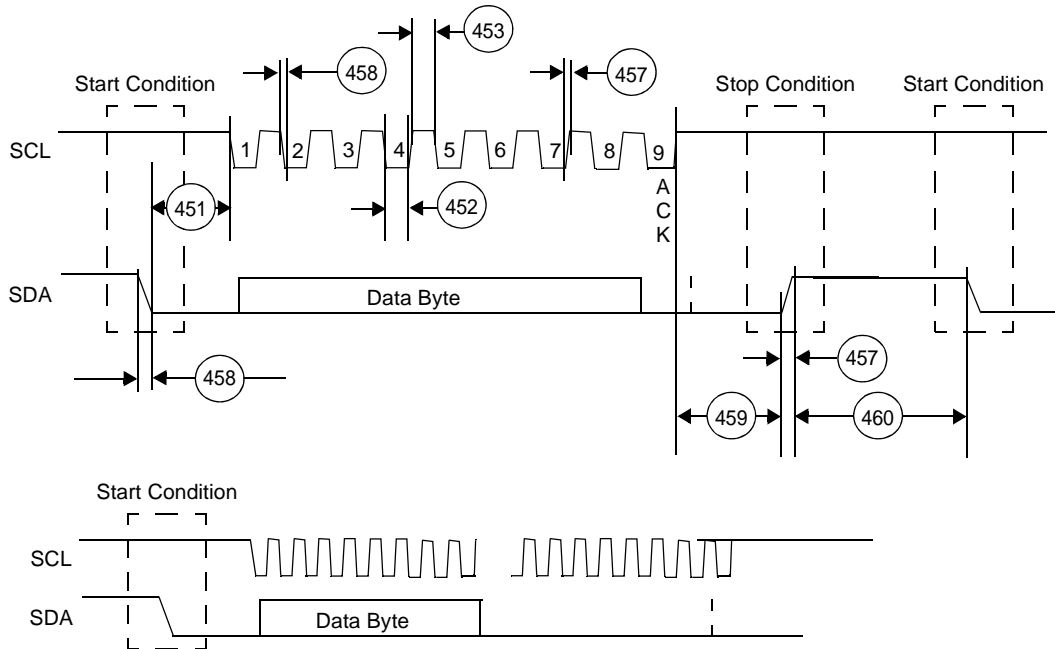 453
458
457
Start Condition
Stop Condition
Start Condition
SCL
1 2 3 4 5 6 7 8 9
A
C
K
451
452
SDA
Data Byte
458
457
459
460
Start Condition
SCL
SDA
Data Byte